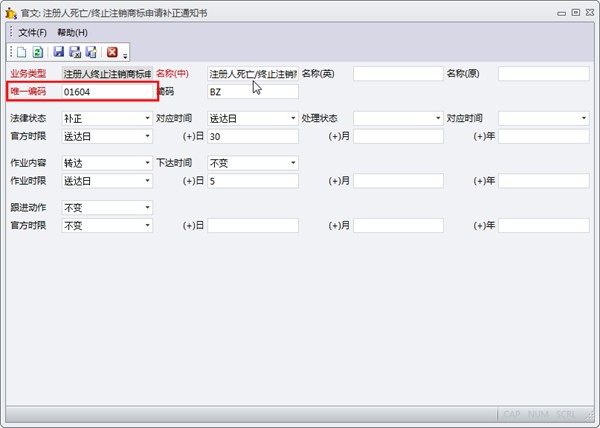 官文: 注册人死亡/终止注销商标申请补正通知书
文件(F) 帮助(H)
业务类型 注册人终止注销商标申 名称(中) 注册人死亡/终止注销商 名称(英) 名称(原)
唯一编码 01604 简码 BZ
法律状态 补正 对应时间 送达日 处理状态 对应时间
官方时限 送达日 (+)日 30 (+)月 (+)年
作业内容 转达 下达时间 不变
作业时限 送达日 (+)日 5 (+)月 (+)年
跟进动作 不变
官方时限 不变 (+)日 (+)月 (+)年
CAP NUM SCRL